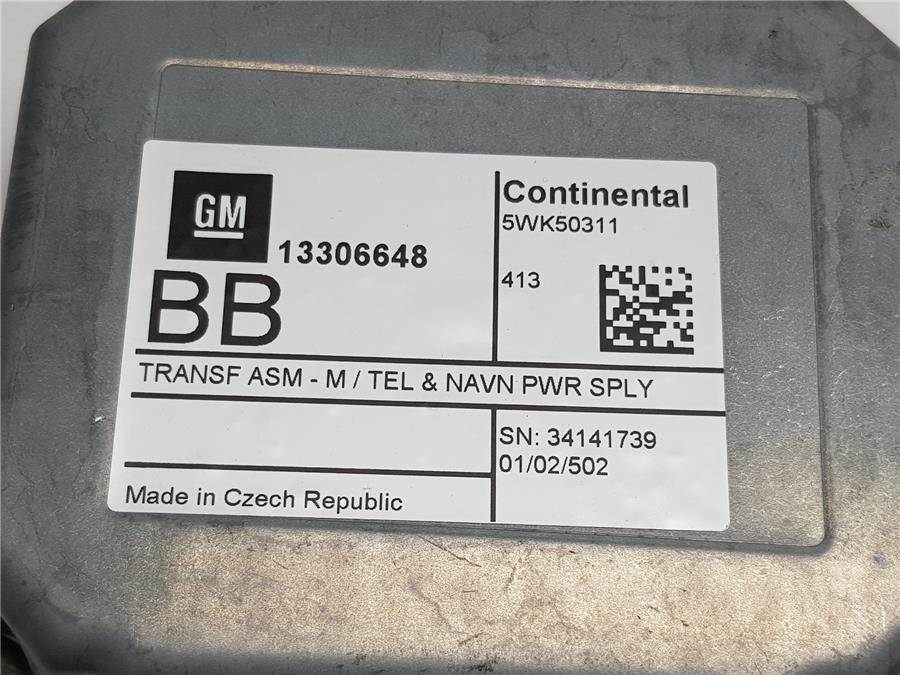 GM
13306648
BB
Continental
5WK50311
413
TRANSF ASM - M / TEL & NAVN PWR SPLY
SN: 34141739
01/02/502
Made in Czech Republic